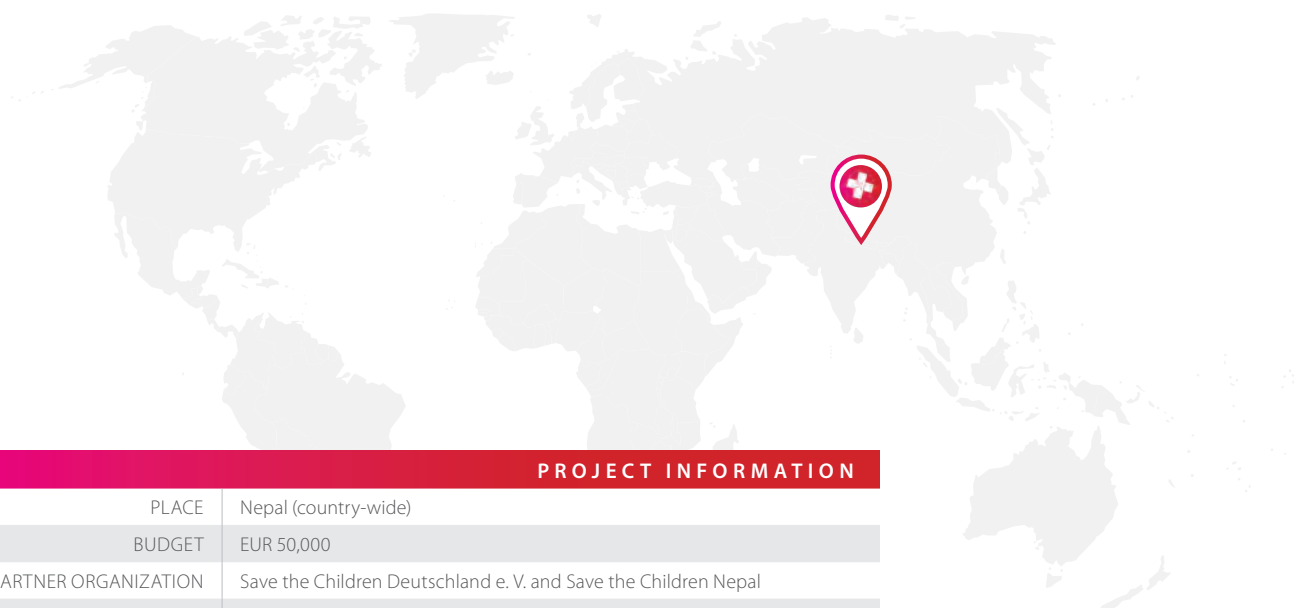 PROJECT INFORMATION
PLACE Nepal (country-wide)
BUDGET EUR 50,000
ARTNER ORGANIZATION Save the Children Deutschland e. V. and Save the Children Nepal